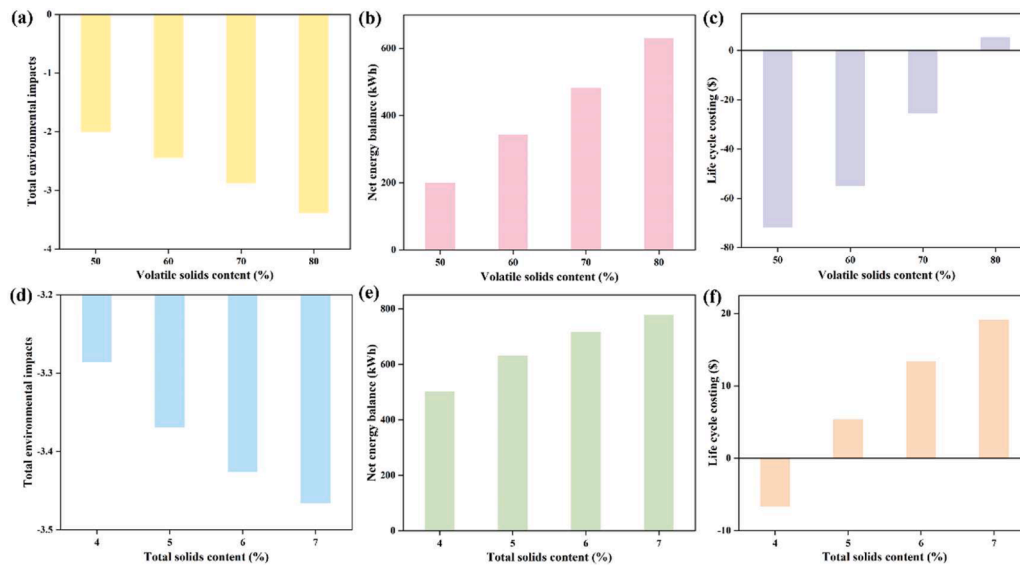 (a)
0
-1
-2
-3
-4
Total environmental impacts
50 60 70 80
Volatile solids content (%)
(b)
600
400
200
0
Net energy balance (kWh)
50 60 70 80
Volatile solids content (%)
(c)
0
-20
-40
-60
-80
Life cycle costing ($)
50 60 70 80
Volatile solids content (%)
(d)
-3.2
-3.3
-3.4
-3.5
Total environmental impacts
4 5 6 7
Total solids content (%)
(e)
800
600
400
200
0
Net energy balance (kWh)
4 5 6 7
Total solids content (%)
(f)
20
10
0
-10
Life cycle costing ($)
4 5 6 7
Total solids content (%)